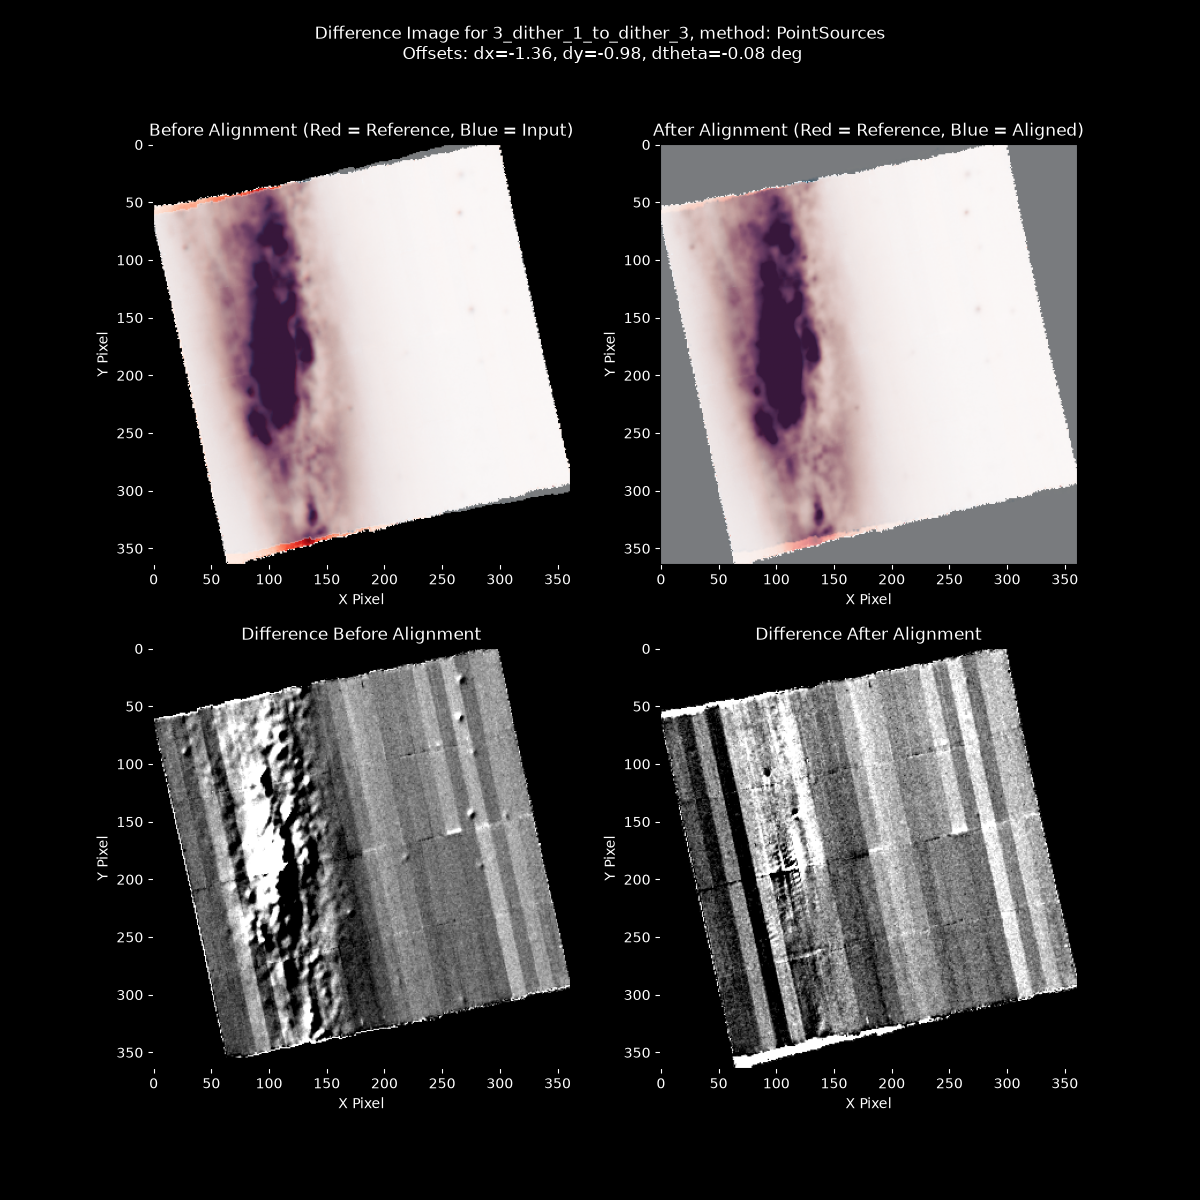 Difference Image for 3_dither_1_to_dither_3, method: PointSources
Offsets: dx=-1.36, dy=-0.98, dtheta=-0.08 deg
Before Alignment (Red = Reference, Blue = Input)
0
50
100
150
200
250
300
350
Y Pixel
0 50 100 150 200 250 300 350
X Pixel
After Alignment (Red = Reference, Blue = Aligned)
0
50
100
150
200
250
300
350
Y Pixel
0 50 100 150 200 250 300 350
X Pixel
Difference Before Alignment
0
50
100
150
200
250
300
350
Y Pixel
0 50 100 150 200 250 300 350
X Pixel
Difference After Alignment
0
50
100
150
200
250
300
350
Y Pixel
0 50 100 150 200 250 300 350
X Pixel